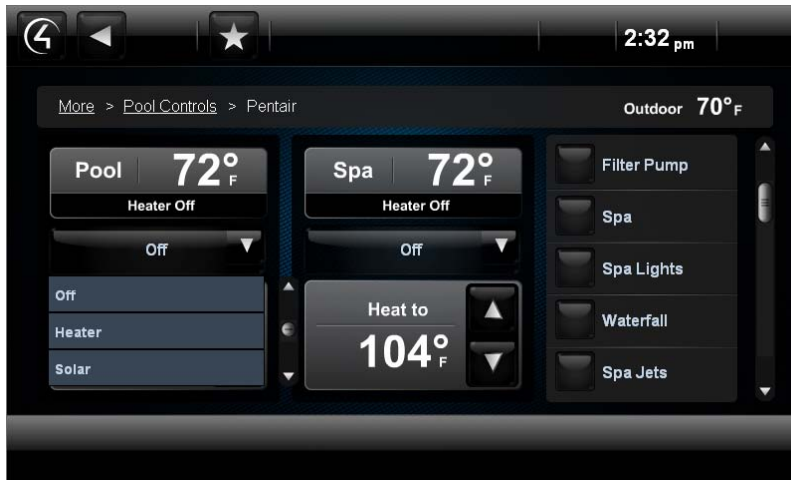 2:32 pm
More > Pool Controls > Pentair
Outdoor 70°F
Pool 72°F
Heater Off
Off
Off
Heater
Solar
Spa 72°F
Heater Off
Off
Heat to
104°F
Filter Pump
Spa
Spa Lights
Waterfall
Spa Jets